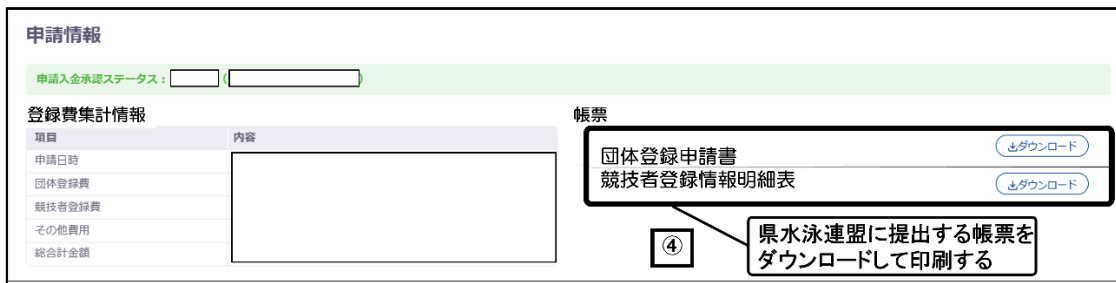 申請情報
申請入金承認ステータス： ( )
登録費集計情報
項目 内容
申請日時
団体登録費
競技者登録費
その他費用
総合計金額
帳票
団体登録申請書 ダウンロード
競技者登録情報明細表 ダウンロード
④
県水泳連盟に提出する帳票を
ダウンロードして印刷する